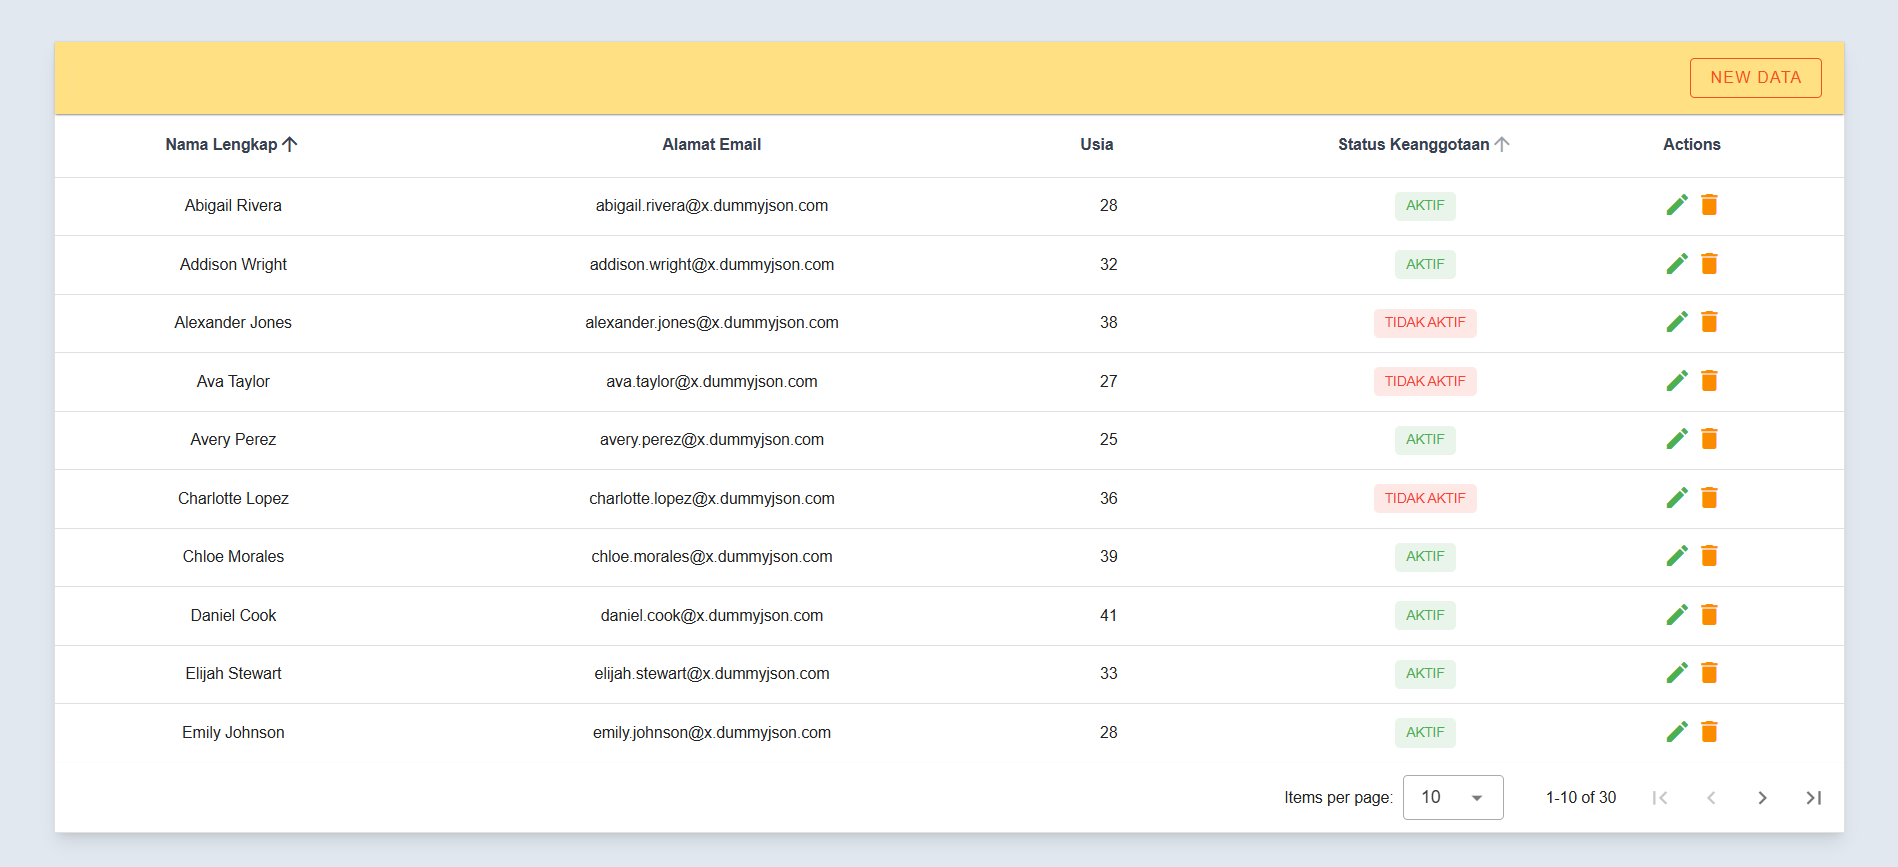 NEW DATA
Nama Lengkap Alamat Email Usia Status Keanggotaan Actions
Abigail Rivera abigail.rivera@x.dummyjson.com 28 AKTIF
Addison Wright addison.wright@x.dummyjson.com 32 AKTIF
Alexander Jones alexander.jones@x.dummyjson.com 38 TIDAK AKTIF
Ava Taylor ava.taylor@x.dummyjson.com 27 TIDAK AKTIF
Avery Perez avery.perez@x.dummyjson.com 25 AKTIF
Charlotte Lopez charlotte.lopez@x.dummyjson.com 36 TIDAK AKTIF
Chloe Morales chloe.morales@x.dummyjson.com 39 AKTIF
Daniel Cook daniel.cook@x.dummyjson.com 41 AKTIF
Elijah Stewart elijah.stewart@x.dummyjson.com 33 AKTIF
Emily Johnson emily.johnson@x.dummyjson.com 28 AKTIF
Items per page: 10 1-10 of 30